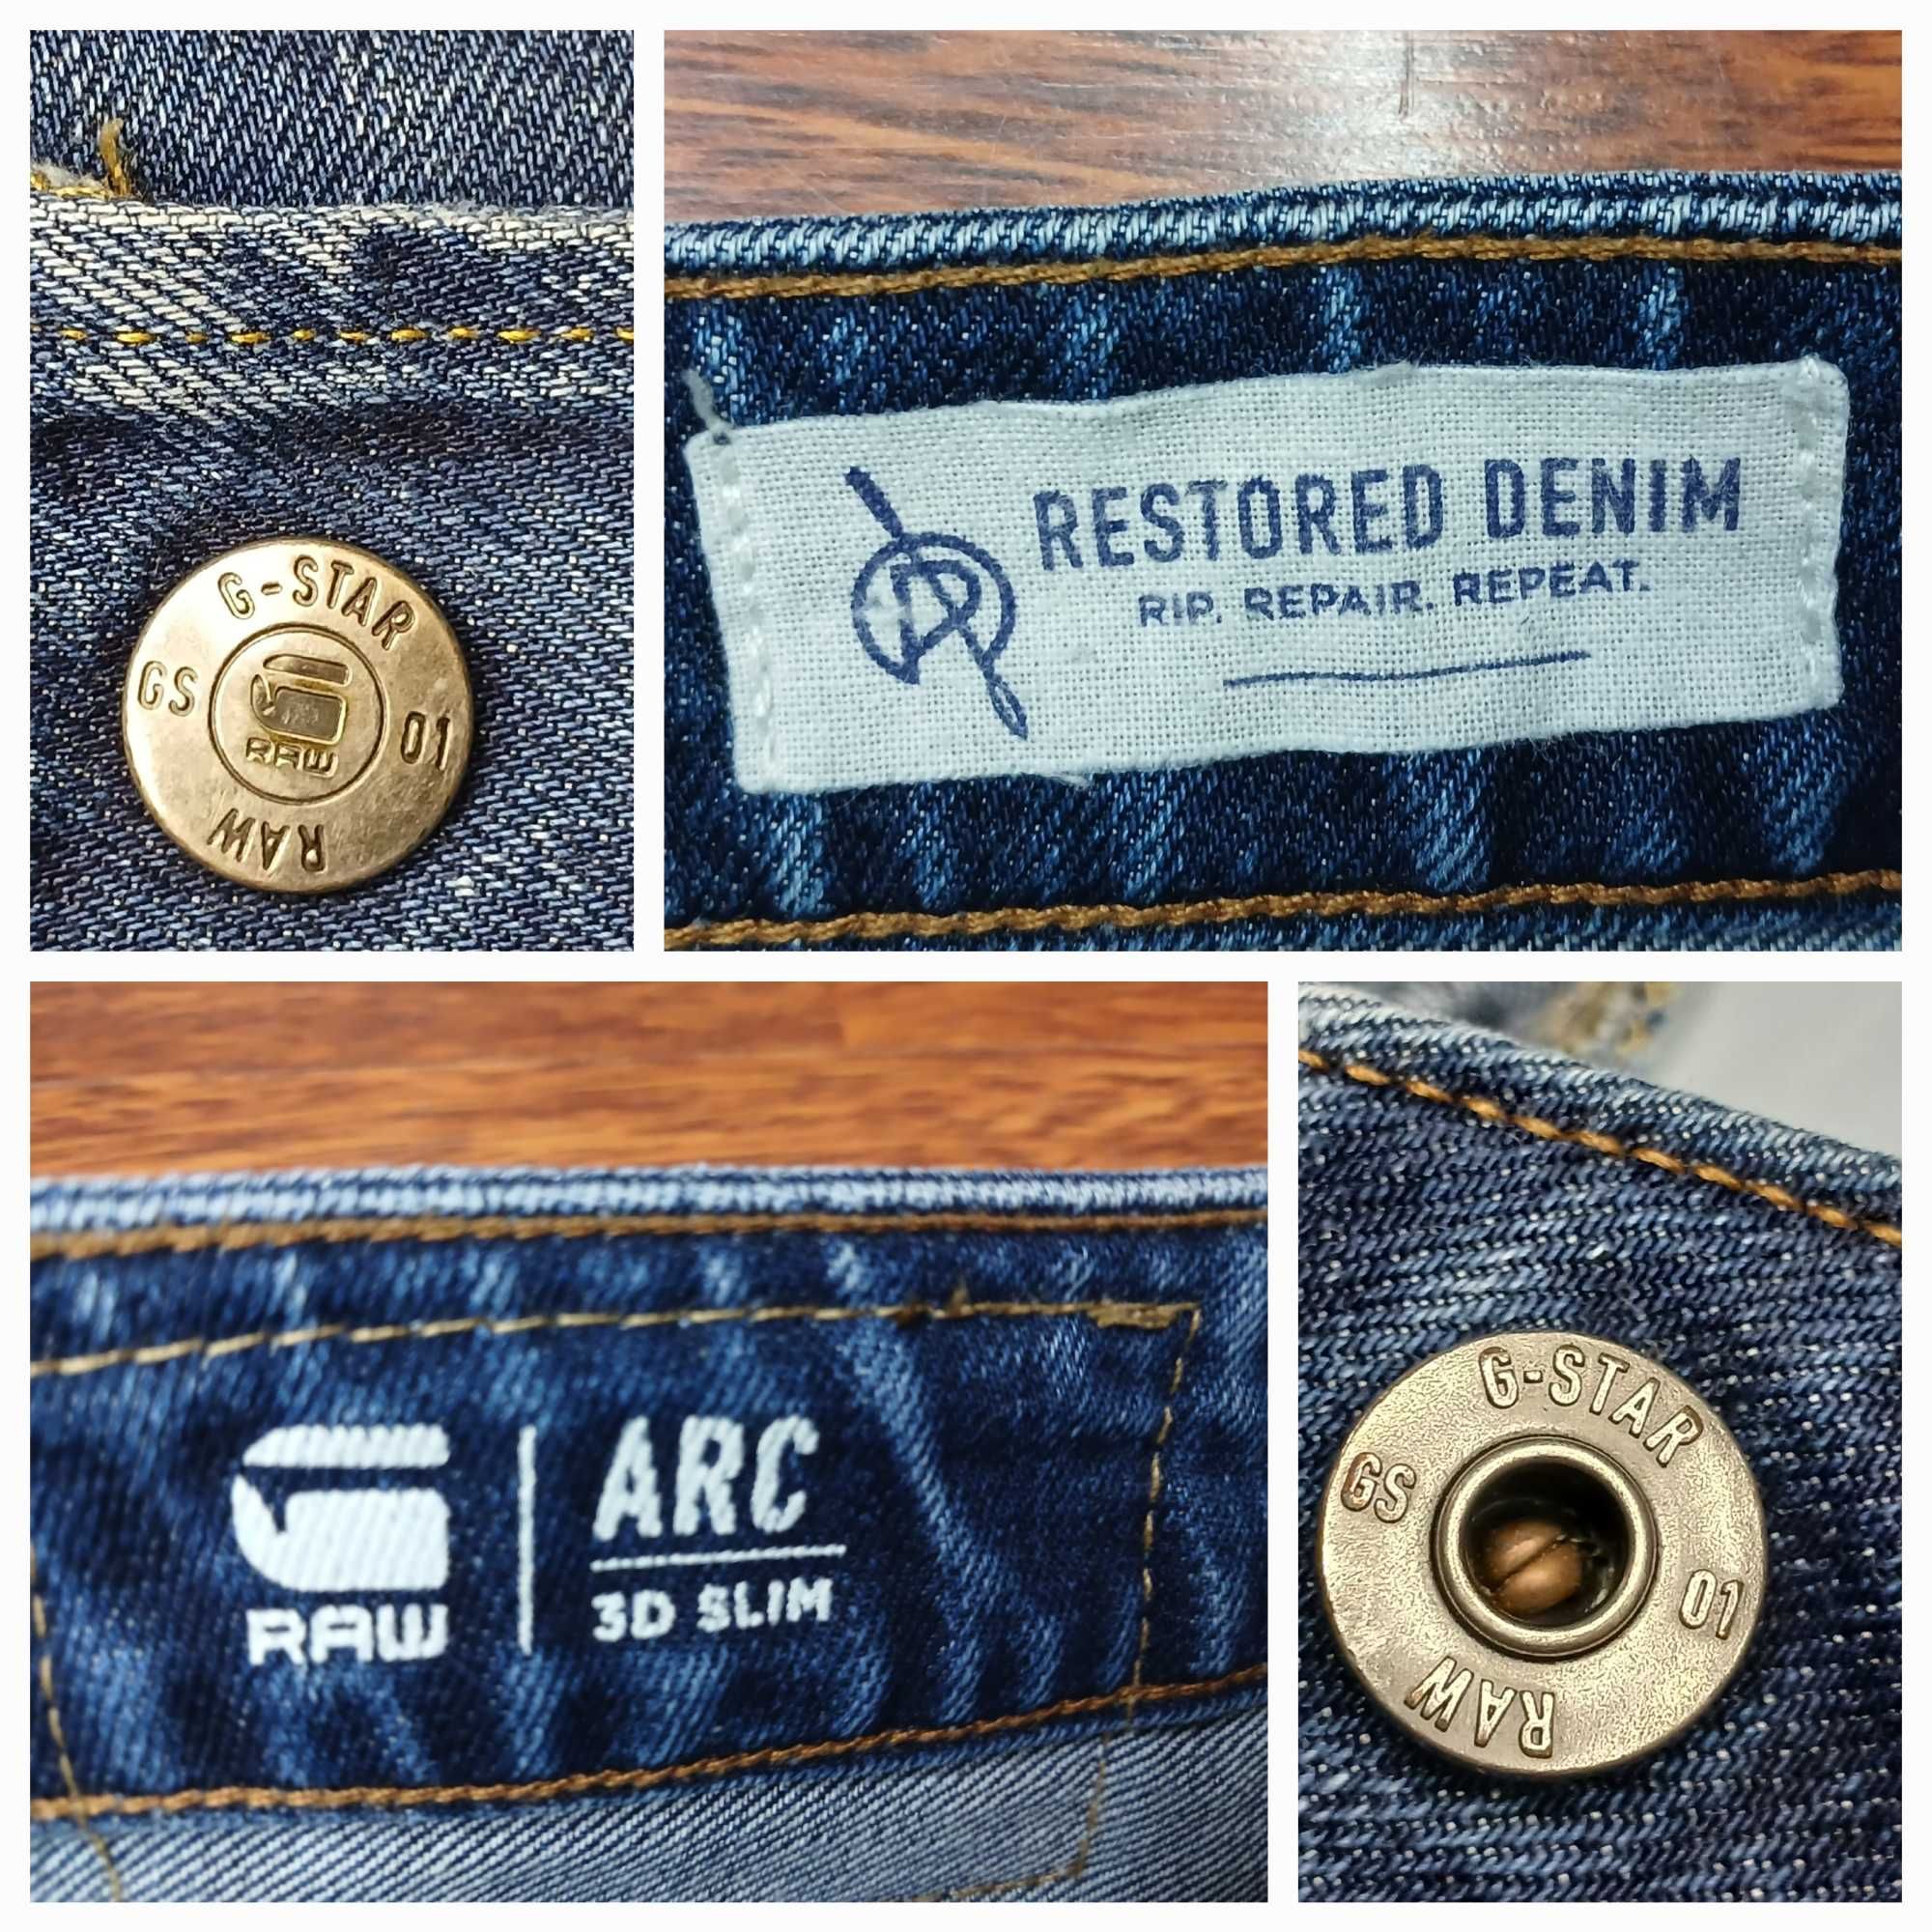 G-STAR
GS 01
RAW
RAW
RESTORED DENIM
RIP. REPAIR. REPEAT.
RAW
ARC
3D SLIM
G-STAR
GS 01
RAW